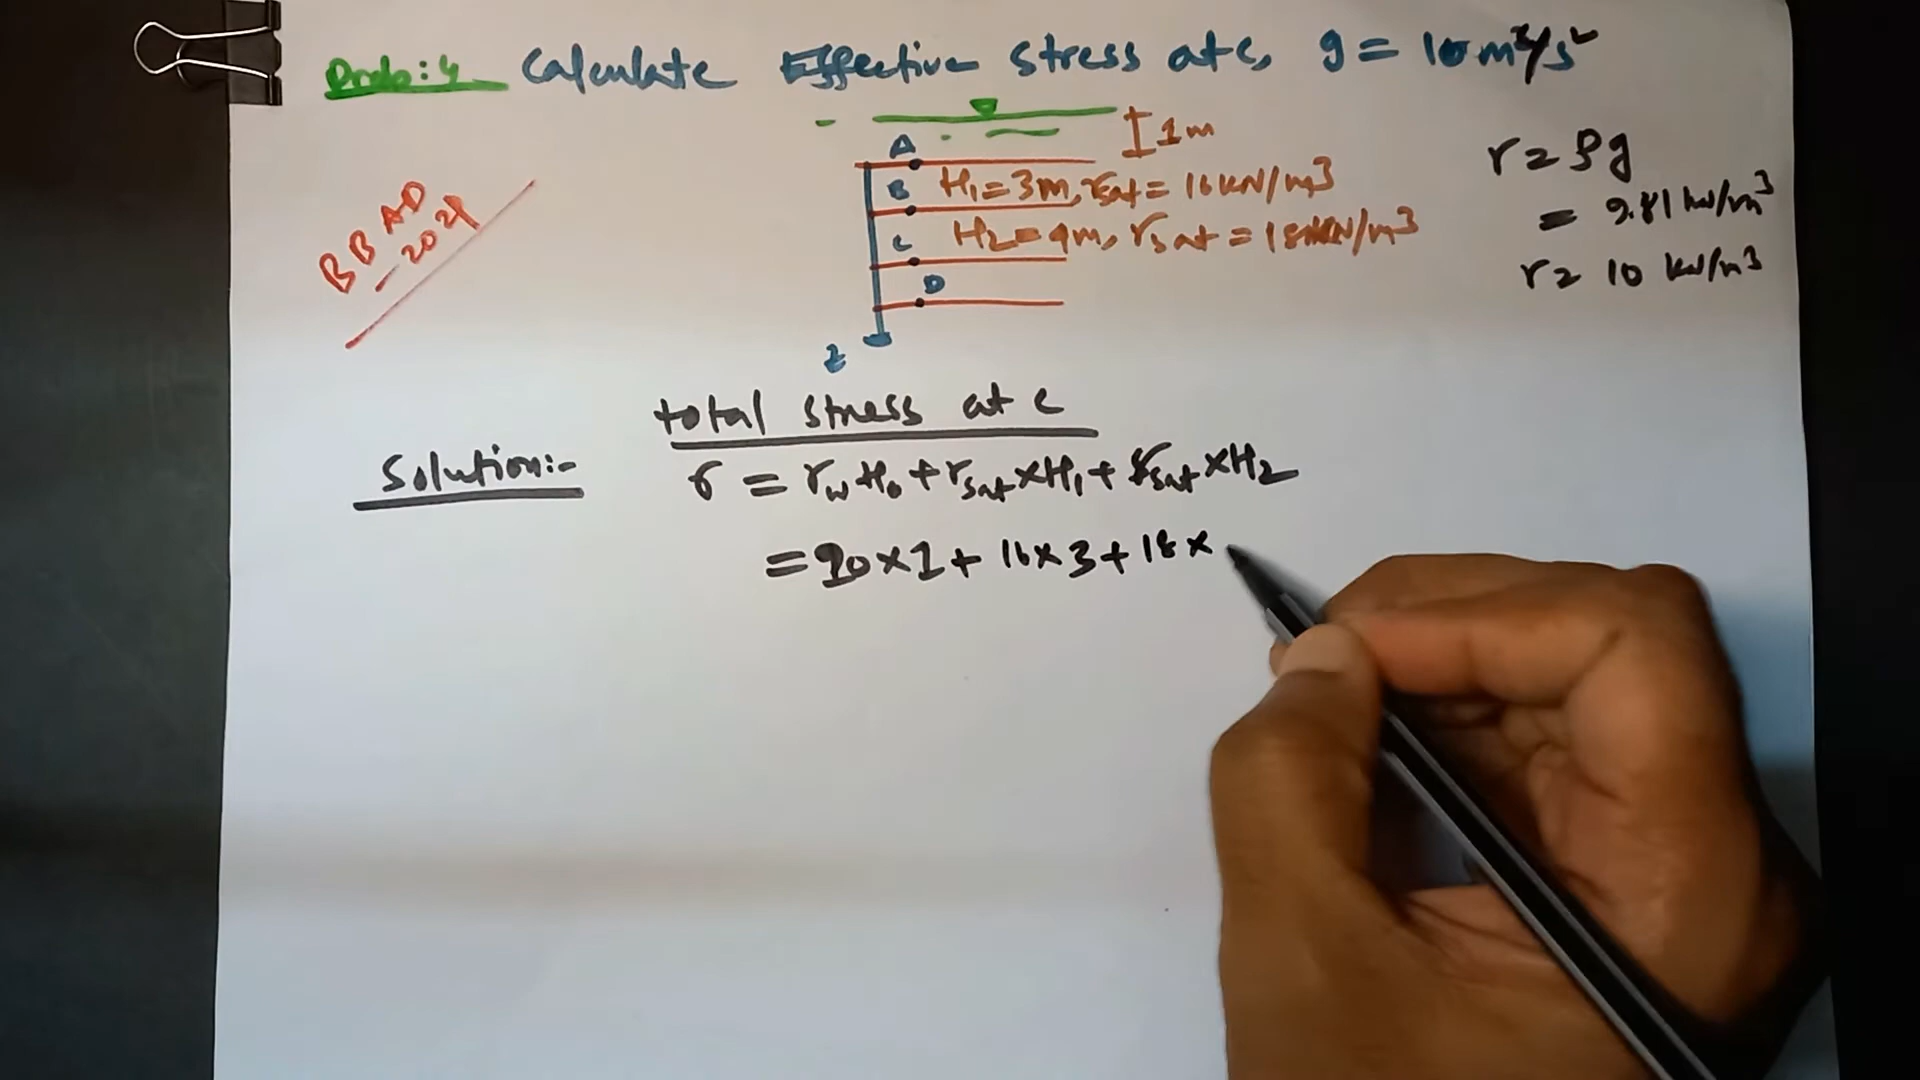 Prob:4 Calculate Effective stress at c, g = 10 m/s²
1m
A
B H₁=3m, γsat = 16 kN/m³
C H₂=4m, γsat = 18 kN/m³
D
z
BBAD
2024
γ = ρg
= 9.81 kN/m³
γ = 10 kN/m³
total stress at c
Solution:-
σ = γw H₀ + γsat × H₁ + γsat × H₂
= 10×1 + 16×3 + 18×